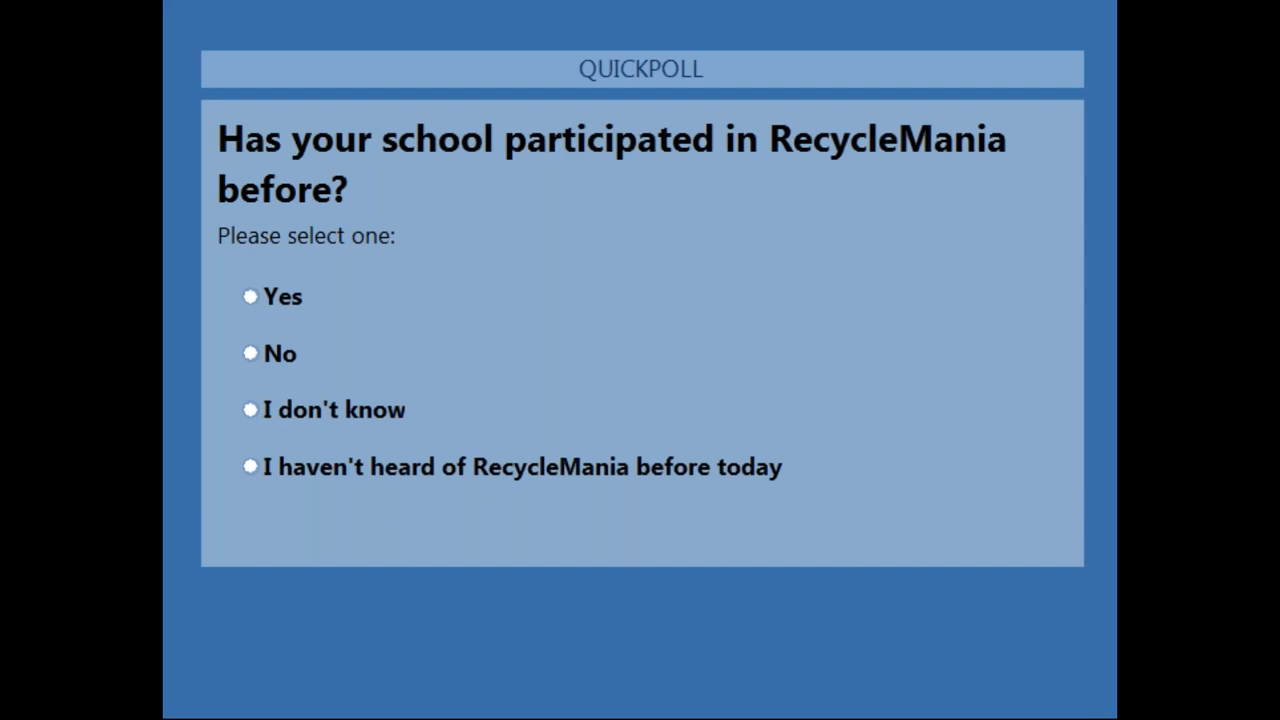 QUICKPOLL
Has your school participated in RecycleMania
before?
Please select one:
Yes
No
I don't know
I haven't heard of RecycleMania before today